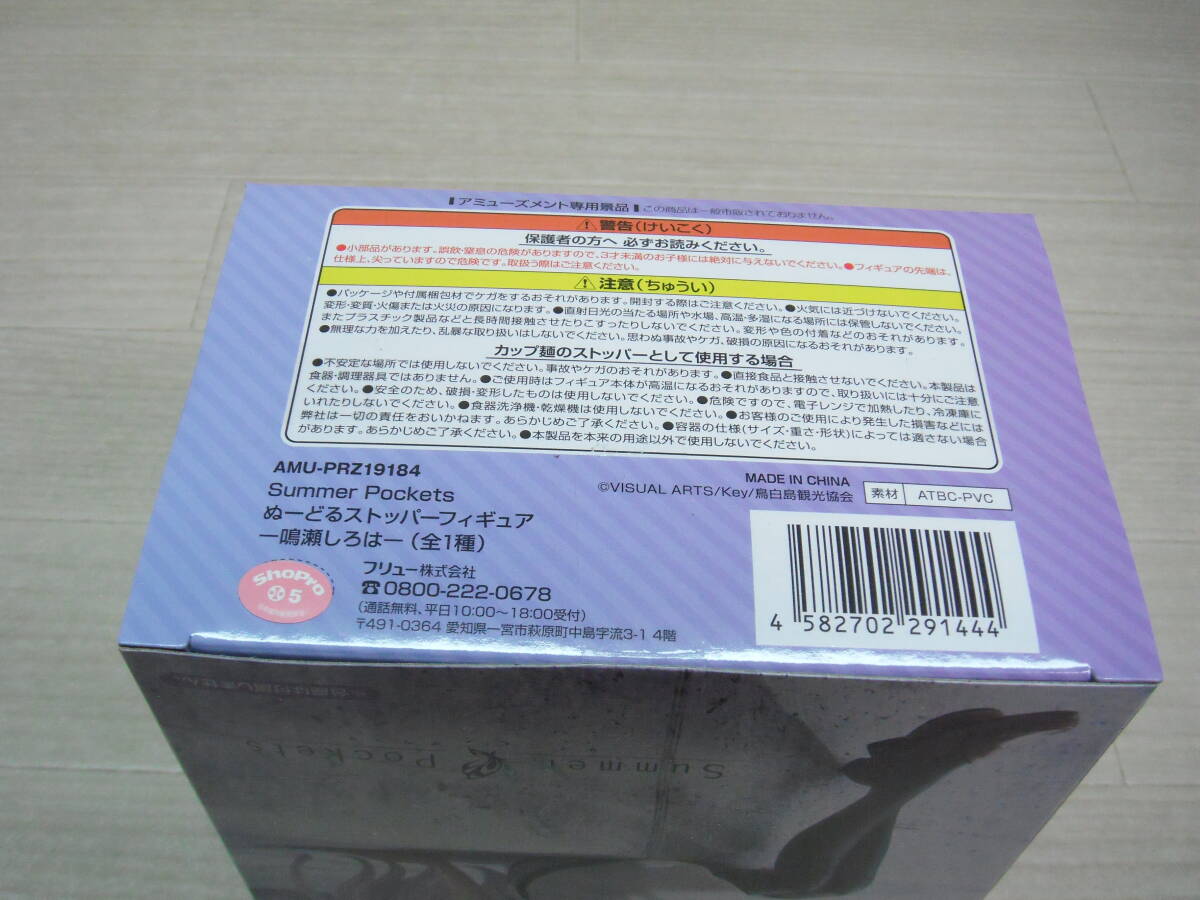 アミューズメント専用景品 この商品は一般市販されておりません。
警告(けいこく)
保護者の方へ 必ずお読みください。
●小部品があります。誤飲・窒息の危険がありますので、3才未満のお子様には絶対に与えないでください。●フィギュアの先端は、
仕様上、尖っていますので危険です。取扱う際はご注意ください。
注意(ちゅうい)
●パッケージや付属梱包材でケガをするおそれがあります。開封する際はご注意ください。●火気には近づけないでください。
変形・変質・火傷または火災の原因になります。●直射日光の当たる場所や水場、高温・多湿になる場所には保管しないでください。
またプラスチック製品などと長時間接触させたりこすったりしないでください。変形や色の付着などのおそれがあります。
●無理な力を加えたり、乱暴な取り扱いはしないでください。思わぬ事故やケガ、破損の原因になるおそれがあります。
カップ麺のストッパーとして使用する場合
●不安定な場所では使用しないでください。事故やケガのおそれがあります。●直接食品と接触させないでください。本製品は
食器・調理器具ではありません。●ご使用時はフィギュア本体が高温になるおそれがありますので、取り扱いには十分にご注意
ください。●安全のため、破損・変形したものは使用しないでください。●危険ですので、電子レンジで加熱したり、冷凍庫に
いれたりしないでください。●食器洗浄機・乾燥機は使用しないでください。●お客様のご使用により発生した損害などには
弊社は一切の責任をおいかねます。あらかじめご了承ください。●容器の仕様(サイズ・重さ・形状)によっては適さない場合
があります。あらかじめご了承ください。●本製品を本来の用途以外で使用しないでください。
AMU-PRZ19184
Summer Pockets
ぬーどるストッパーフィギュア
ー鳴瀬しろはー(全1種)
MADE IN CHINA
©VISUAL ARTS/Key/鳥白島観光協会
素材 ATBC-PVC
ShoPro
5
フリュー株式会社
☎0800-222-0678
(通話無料、平日10:00〜18:00受付)
〒491-0364 愛知県一宮市萩原町中島字流3-1 4階
4 582702 291444
※台座は付属しません。
Summer Pockets